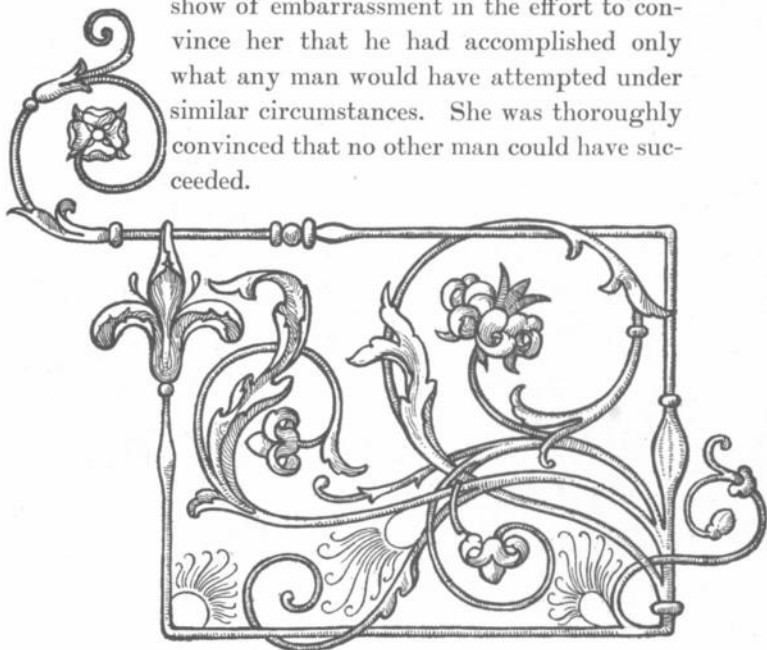 show of embarrassment in the effort to con-
vince her that he had accomplished only
what any man would have attempted under
similar circumstances. She was thoroughly
convinced that no other man could have suc-
ceeded.